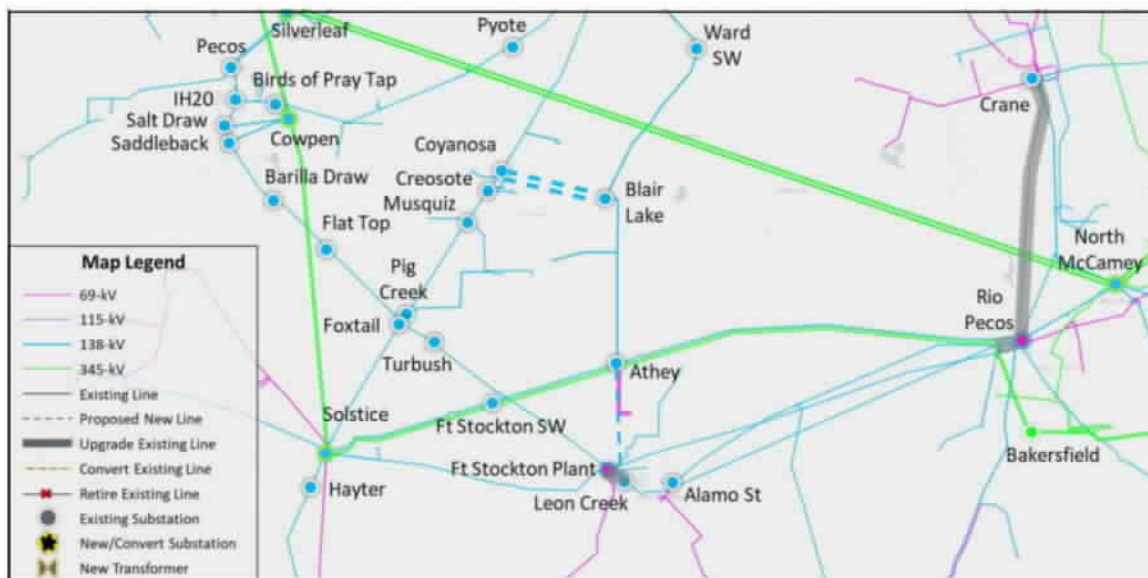 Silverleaf
Pyote
Ward
SW
Pecos
Birds of Pray Tap
IH20
Crane
Salt Draw
Saddleback
Cowpen
Coyanosa
Barilla Draw
Creosote
Musquiz
Blair
Lake
Flat Top
North
McCamey
Map Legend
Pig
Creek
Rio
Pecos
69-kV
115-kV
Foxtail
138-kV
Turbush
Athey
345-kV
Existing Line
Solstice
Ft Stockton SW
Proposed New Line
Upgrade Existing Line
Bakersfield
Convert Existing Line
Ft Stockton Plant
Retire Existing Line
Hayter
Leon Creek
Alamo St
Existing Substation
New/Convert Substation
New Transformer